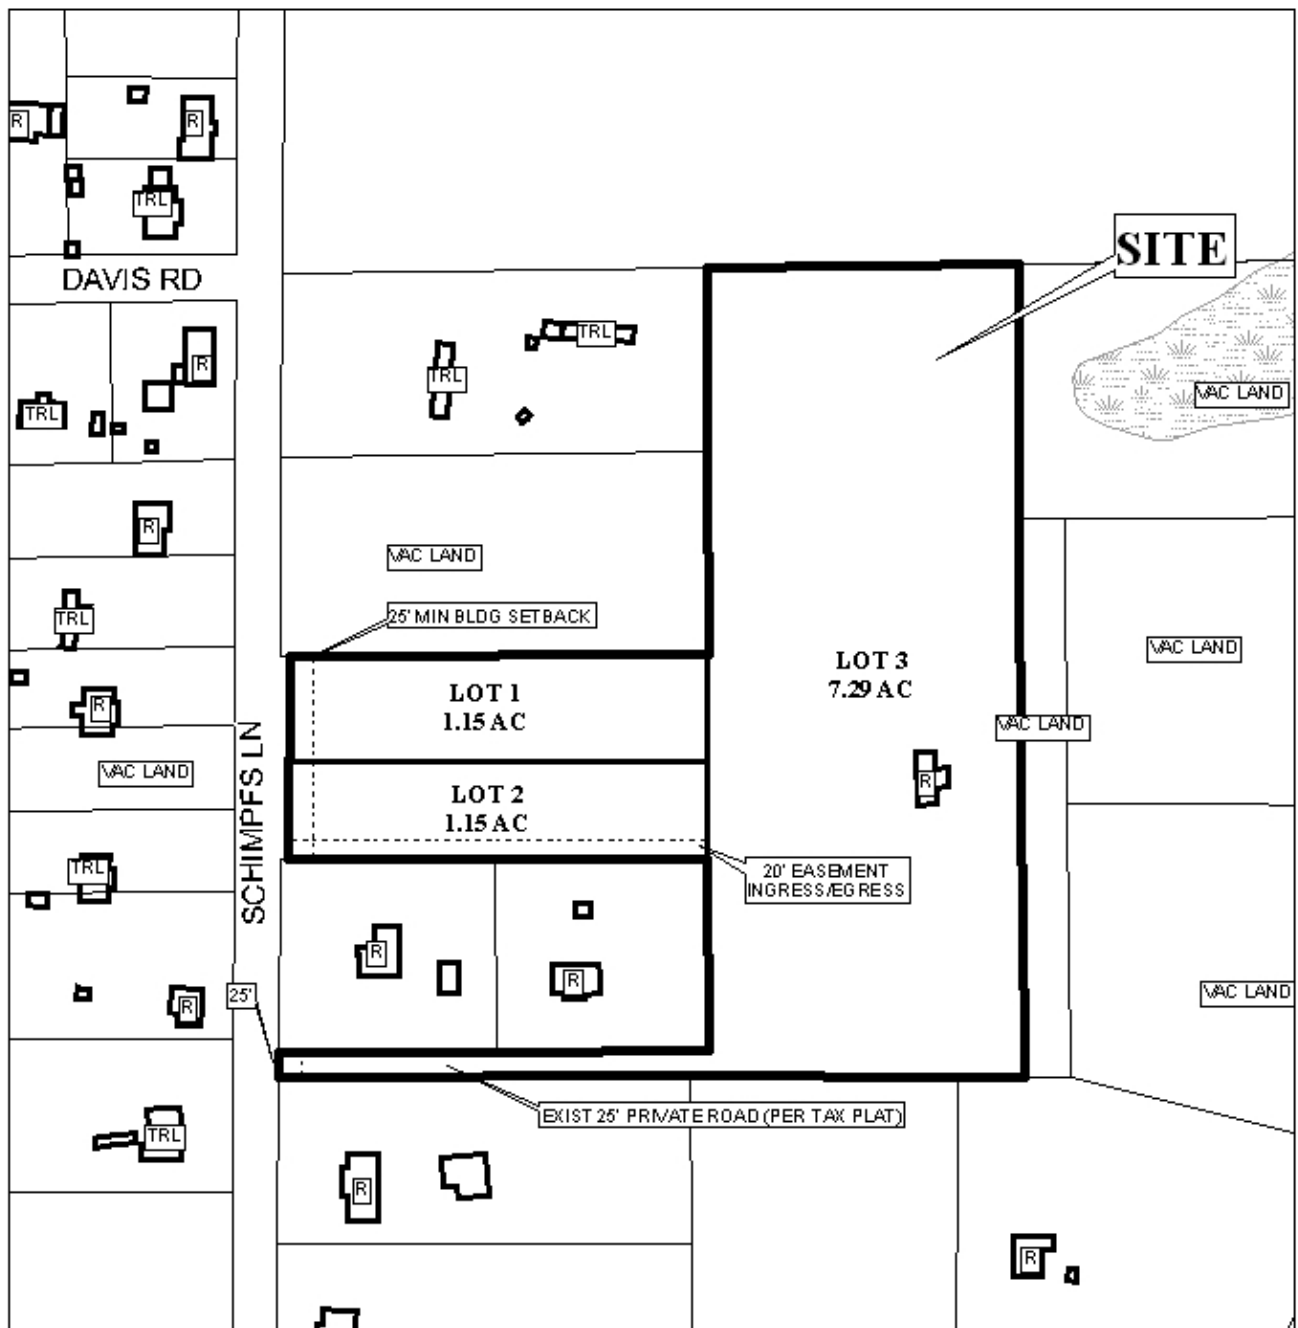 R
R
TRL
SITE
DAVIS RD
TRL
R
TRL
VAC LAND
TRL
R
VAC LAND
25' MIN BLDG SETBACK
TRL
VAC LAND
LOT 3
7.29 AC
LOT 1
1.15 AC
R
VAC LAND
SCHIMPFS LN
VAC LAND
R
LOT 2
1.15 AC
TRL
20' EASEMENT
INGRESS/EGRESS
R
R
VAC LAND
25'
R
EXIST 25' PRIVATE ROAD (PER TAX PLAT)
TRL
R
R